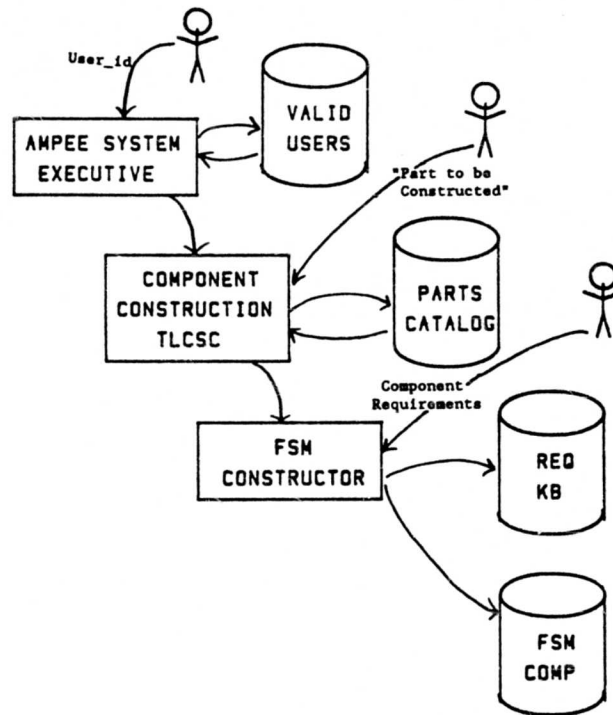 User_id
AMPEE SYSTEM
EXECUTIVE
VALID
USERS
"Part to be
Constructed"
COMPONENT
CONSTRUCTION
TLCSC
PARTS
CATALOG
Component
Requirements
FSM
CONSTRUCTOR
REQ
KB
FSM
COMP